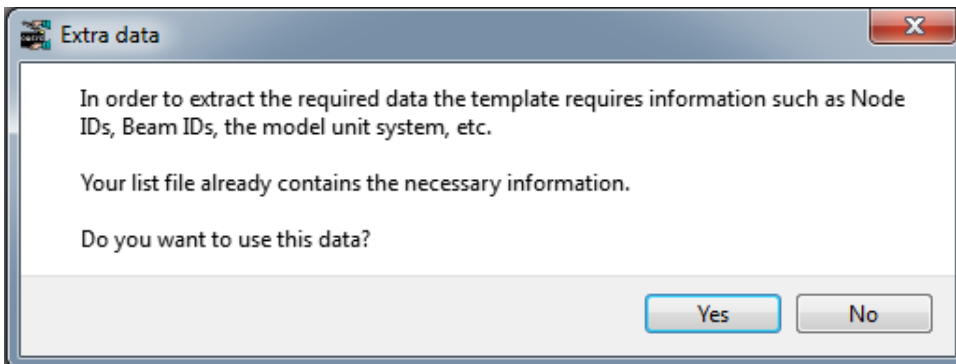 Extra data
In order to extract the required data the template requires information such as Node
IDs, Beam IDs, the model unit system, etc.
Your list file already contains the necessary information.
Do you want to use this data?
Yes
No